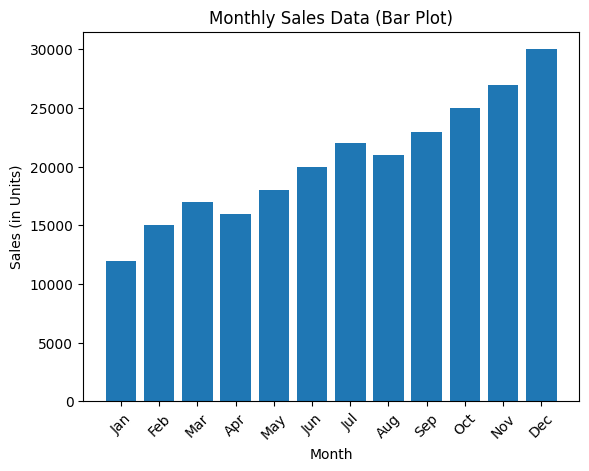 Monthly Sales Data (Bar Plot)
Sales (in Units)
30000
25000
20000
15000
10000
5000
0
Jan Feb Mar Apr May Jun Jul Aug Sep Oct Nov Dec
Month